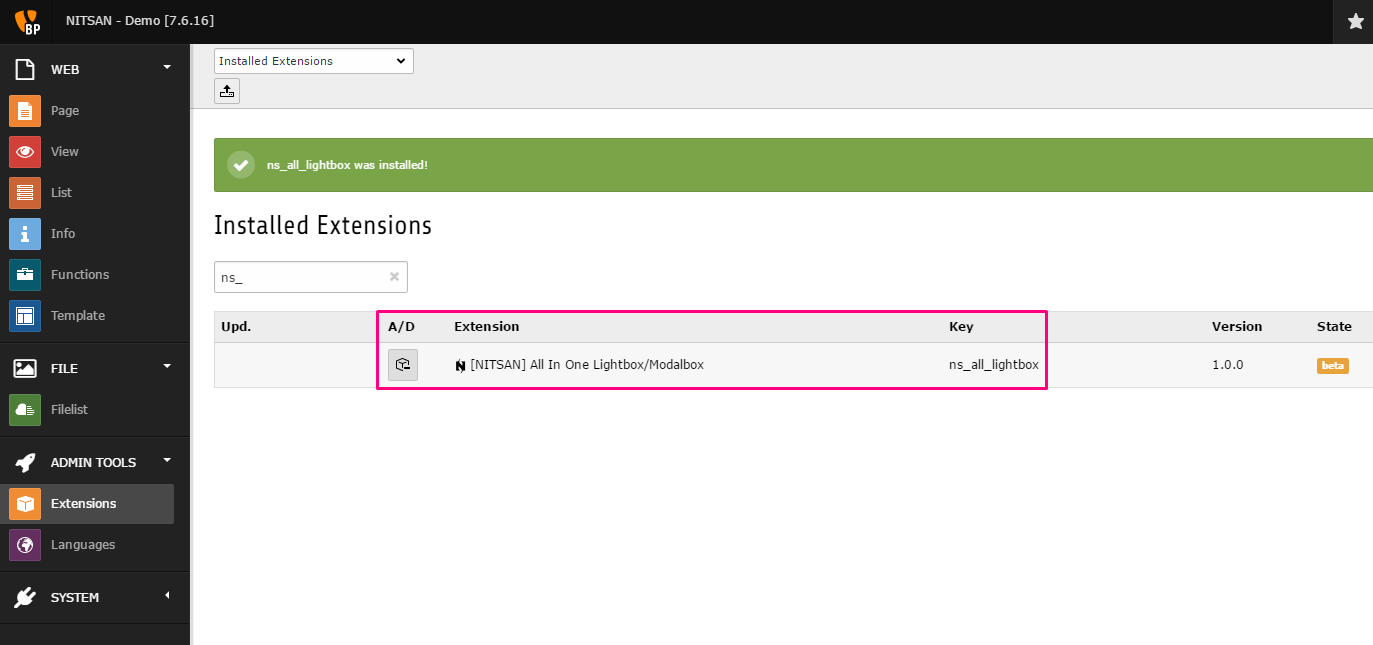 BP
NITSAN - Demo [7.6.16]
WEB
Page
View
List
Info
Functions
Template
FILE
Filelist
ADMIN TOOLS
Extensions
Languages
SYSTEM
Installed Extensions
ns_all_lightbox was installed!
Installed Extensions
ns_
Upd. A/D Extension Key Version State
[NITSAN] All In One Lightbox/Modalbox ns_all_lightbox 1.0.0 beta